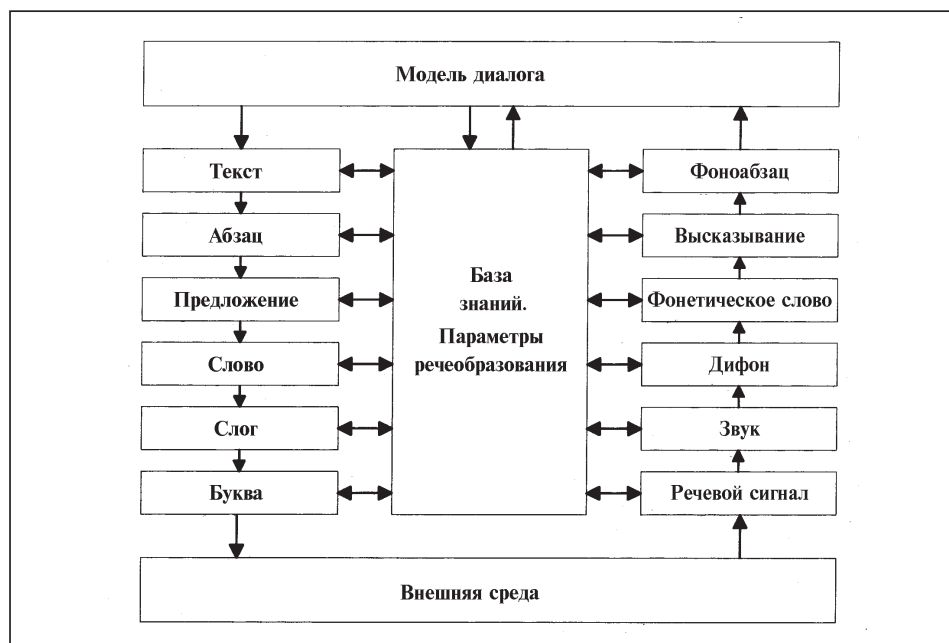 Модель диалога
Текст
Абзац
Предложение
Слово
Слог
Буква
База
знаний.
Параметры
речеобразования
Фоноабзац
Высказывание
Фонетическое слово
Дифон
Звук
Речевой сигнал
Внешняя среда